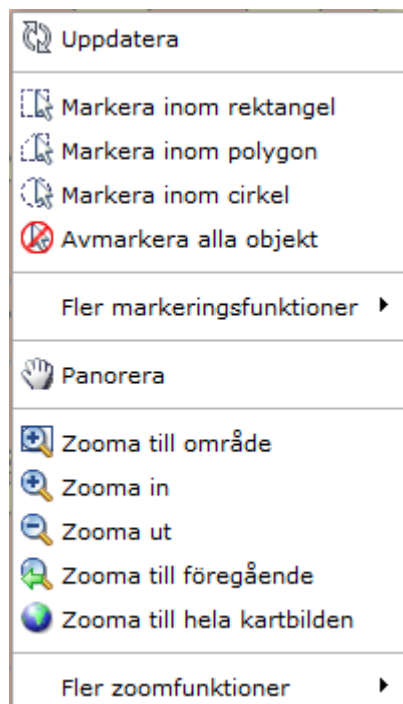 Uppdatera
Markera inom rektangel
Markera inom polygon
Markera inom cirkel
Avmarkera alla objekt
Fler markeringsfunktioner
Panorera
Zooma till område
Zooma in
Zooma ut
Zooma till föregående
Zooma till hela kartbilden
Fler zoomfunktioner